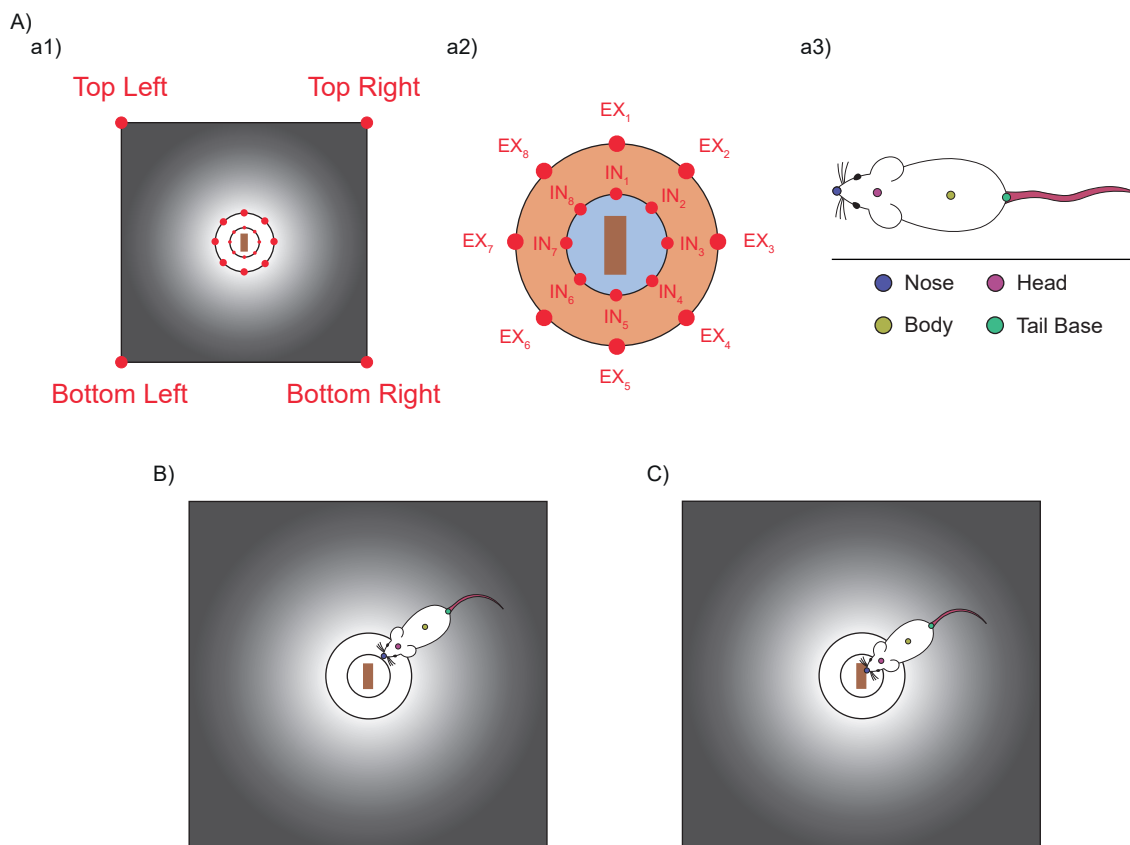 A)
a1)
a2)
a3)
Top Left
Top Right
Bottom Left
Bottom Right
EX₁
EX₂
EX₃
EX₄
EX₅
EX₆
EX₇
EX₈
IN₁
IN₂
IN₃
IN₄
IN₅
IN₆
IN₇
IN₈
Nose
Head
Body
Tail Base
B)
C)